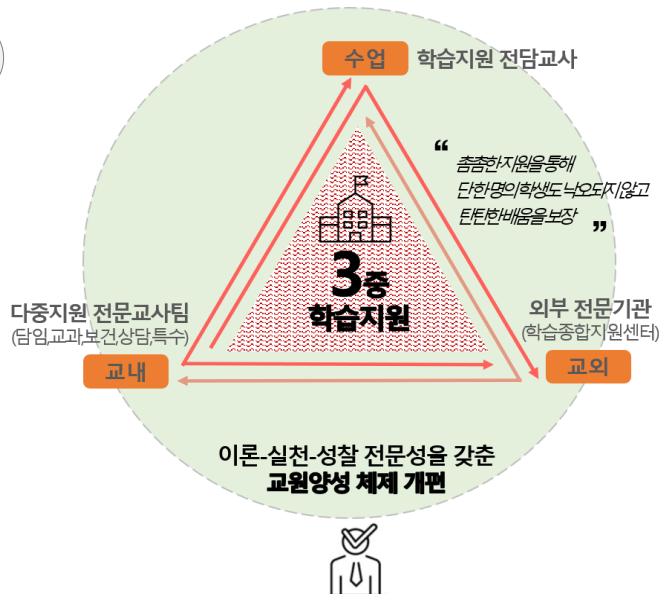 수업 학습지원 전담교사
“ 촘촘한 지원을 통해
단 한 명의 학생도 낙오되지 않고
탄탄한 배움을 보장 ”
3중
학습지원
다중지원 전문교사팀
(담임,교과,보건,상담,특수)
교내
외부 전문기관
(학습종합지원센터)
교외
이론-실천-성찰 전문성을 갖춘
교원양성 체제 개편